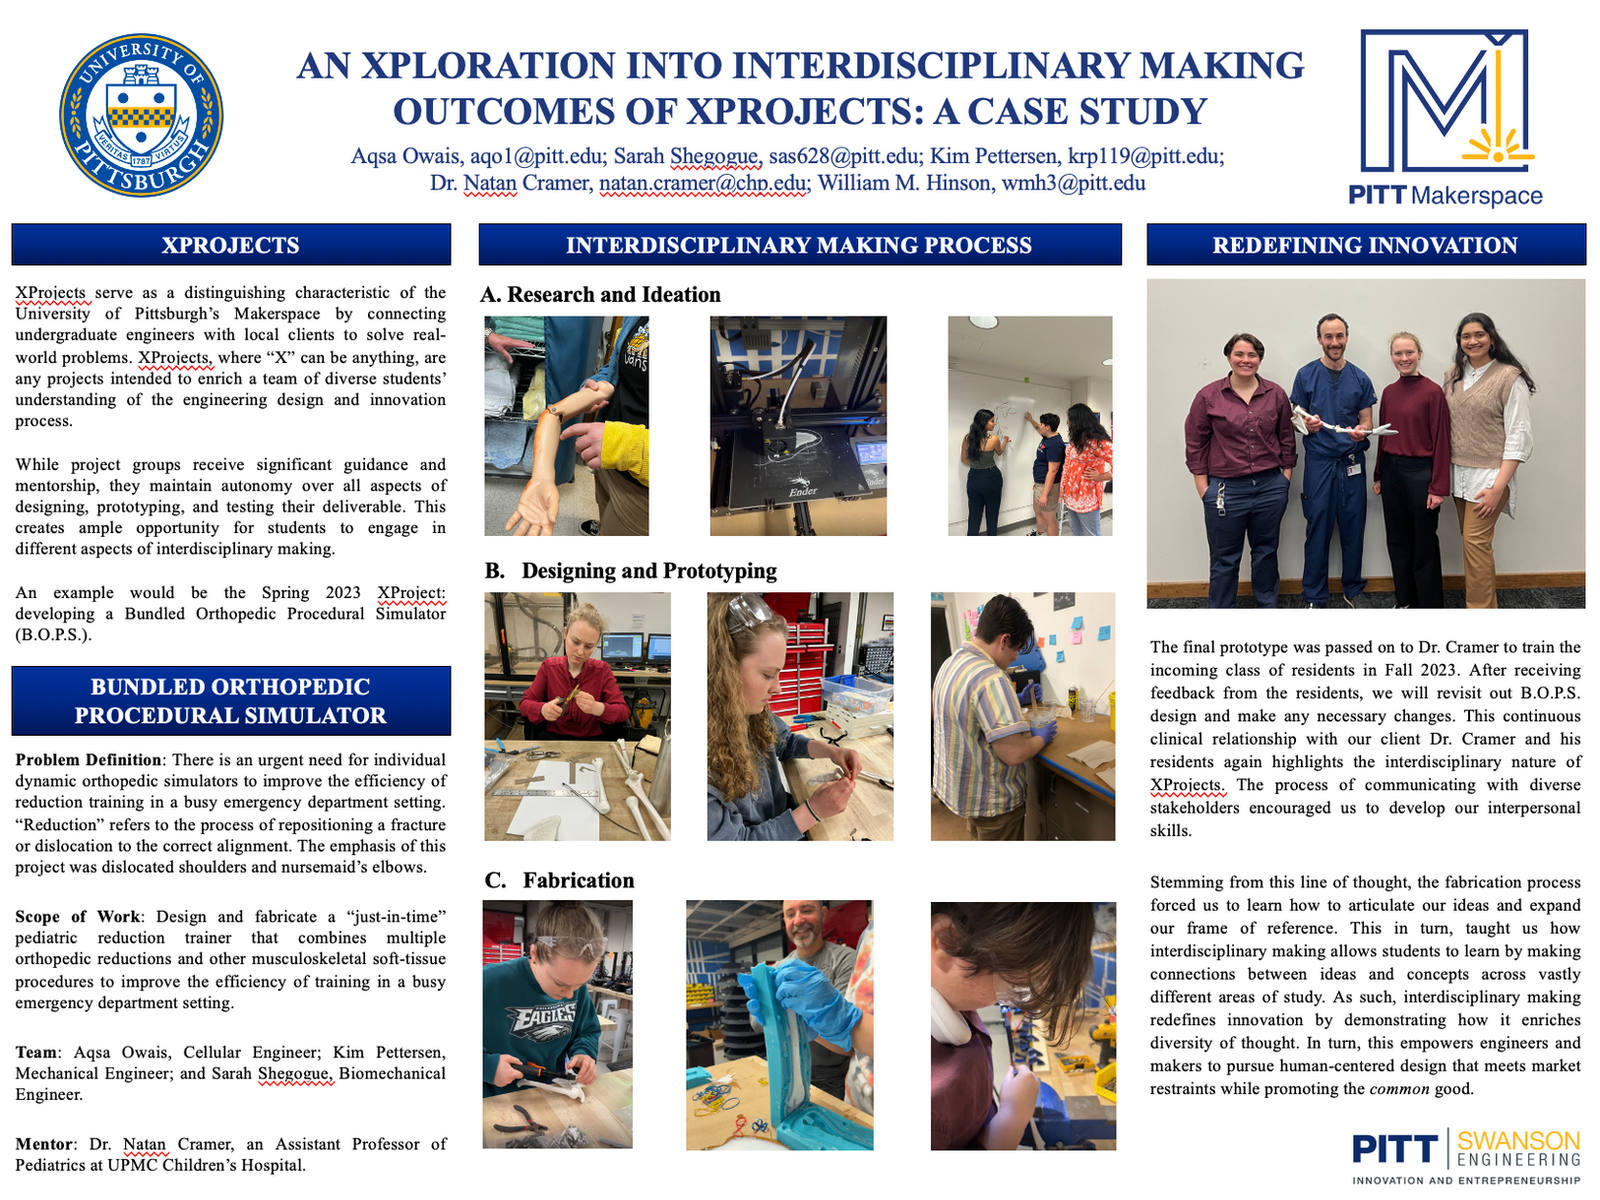 UNIVERSITY OF
PITTSBURGH
VERITAS 1787 VIRTUS
AN XPLORATION INTO INTERDISCIPLINARY MAKING
OUTCOMES OF XPROJECTS: A CASE STUDY
Aqsa Owais, aqo1@pitt.edu; Sarah Shegogue, sas628@pitt.edu; Kim Pettersen, krp119@pitt.edu;
Dr. Natan Cramer, natan.cramer@chp.edu; William M. Hinson, wmh3@pitt.edu
PITT Makerspace
XPROJECTS
XProjects serve as a distinguishing characteristic of the
University of Pittsburgh's Makerspace by connecting
undergraduate engineers with local clients to solve real-
world problems. XProjects, where “X” can be anything, are
any projects intended to enrich a team of diverse students’
understanding of the engineering design and innovation
process.
While project groups receive significant guidance and
mentorship, they maintain autonomy over all aspects of
designing, prototyping, and testing their deliverable. This
creates ample opportunity for students to engage in
different aspects of interdisciplinary making.
An example would be the Spring 2023 XProject:
developing a Bundled Orthopedic Procedural Simulator
(B.O.P.S.).
BUNDLED ORTHOPEDIC
PROCEDURAL SIMULATOR
Problem Definition: There is an urgent need for individual
dynamic orthopedic simulators to improve the efficiency of
reduction training in a busy emergency department setting.
“Reduction” refers to the process of repositioning a fracture
or dislocation to the correct alignment. The emphasis of this
project was dislocated shoulders and nursemaid’s elbows.
Scope of Work: Design and fabricate a “just-in-time”
pediatric reduction trainer that combines multiple
orthopedic reductions and other musculoskeletal soft-tissue
procedures to improve the efficiency of training in a busy
emergency department setting.
Team: Aqsa Owais, Cellular Engineer; Kim Pettersen,
Mechanical Engineer; and Sarah Shegogue, Biomechanical
Engineer.
Mentor: Dr. Natan Cramer, an Assistant Professor of
Pediatrics at UPMC Children’s Hospital.
INTERDISCIPLINARY MAKING PROCESS
A. Research and Ideation
Vans
Ender
B. Designing and Prototyping
C. Fabrication
EAGLES
REDEFINING INNOVATION
The final prototype was passed on to Dr. Cramer to train the
incoming class of residents in Fall 2023. After receiving
feedback from the residents, we will revisit out B.O.P.S.
design and make any necessary changes. This continuous
clinical relationship with our client Dr. Cramer and his
residents again highlights the interdisciplinary nature of
XProjects. The process of communicating with diverse
stakeholders encouraged us to develop our interpersonal
skills.
Stemming from this line of thought, the fabrication process
forced us to learn how to articulate our ideas and expand
our frame of reference. This in turn, taught us how
interdisciplinary making allows students to learn by making
connections between ideas and concepts across vastly
different areas of study. As such, interdisciplinary making
redefines innovation by demonstrating how it enriches
diversity of thought. In turn, this empowers engineers and
makers to pursue human-centered design that meets market
restraints while promoting the common good.
PITT SWANSON
ENGINEERING
INNOVATION AND ENTREPRENEURSHIP